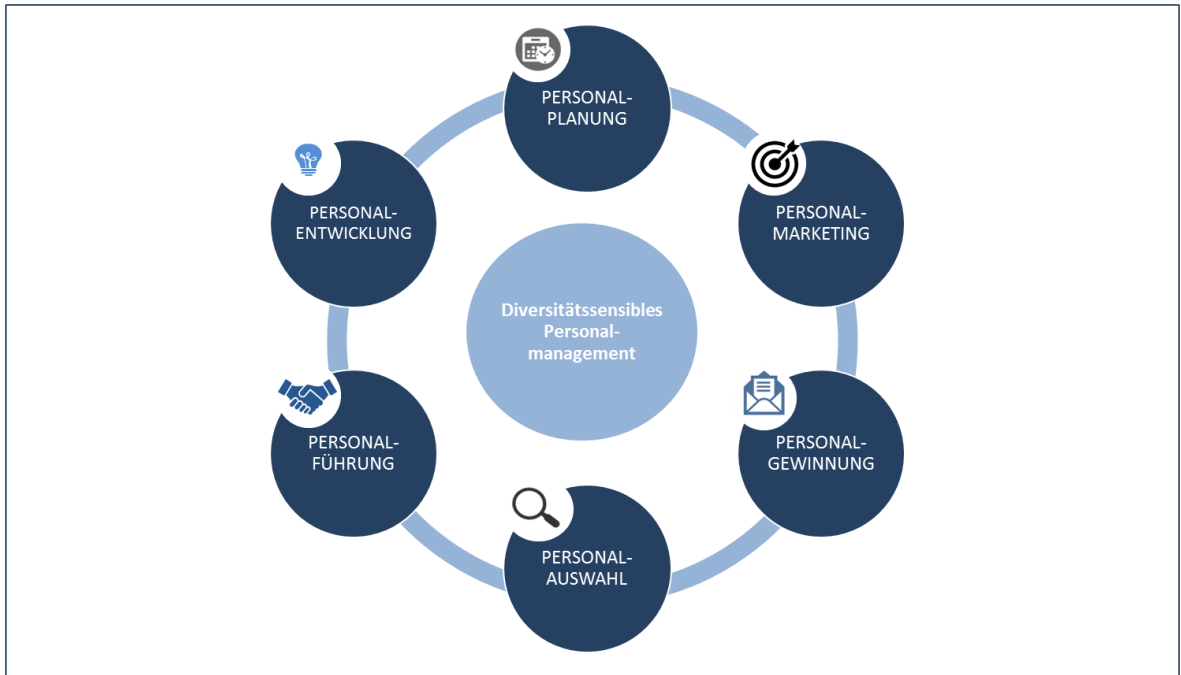 PERSONAL-
PLANUNG
PERSONAL-
MARKETING
PERSONAL-
GEWINNUNG
PERSONAL-
AUSWAHL
PERSONAL-
FÜHRUNG
PERSONAL-
ENTWICKLUNG
Diversitätssensibles
Personal-
management